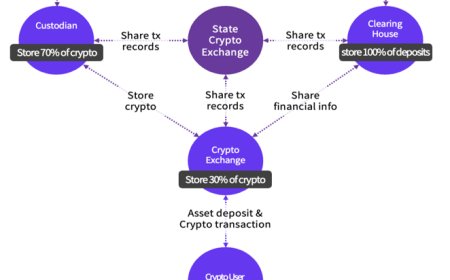 Custodian
Store 70% of crypto
Share tx
records
State
Crypto
Exchange
Share tx
records
Clearing
House
store 100% of deposits
Store
crypto
Share tx
records
Share
financial info
Crypto
Exchange
Store 30% of crypto
Asset deposit &
Crypto transaction
Crypto User